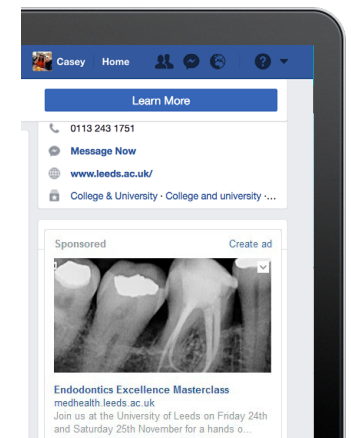 Casey Home
Learn More
0113 243 1751
Message Now
www.leeds.ac.uk/
College & University · College and university ·...
Sponsored Create ad
Endodontics Excellence Masterclass
medhealth.leeds.ac.uk
Join us at the University of Leeds on Friday 24th
and Saturday 25th November for a hands o...